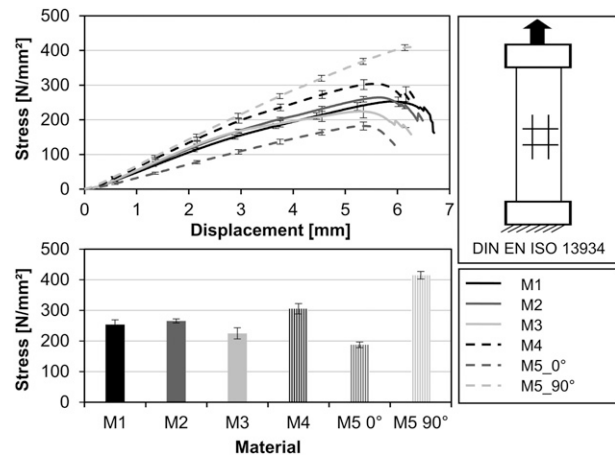 Stress [N/mm²]
500
400
300
200
100
0
0 1 2 3 4 5 6 7
Displacement [mm]
DIN EN ISO 13934
Stress [N/mm²]
500
400
300
200
100
0
M1 M2 M3 M4 M5 0° M5 90°
Material
M1
M2
M3
M4
M5_0°
M5_90°